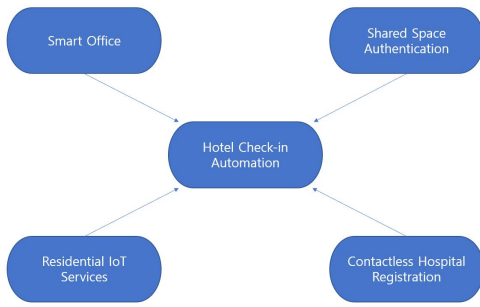 Smart Office
Shared Space
Authentication
Hotel Check-in
Automation
Residential IoT
Services
Contactless Hospital
Registration